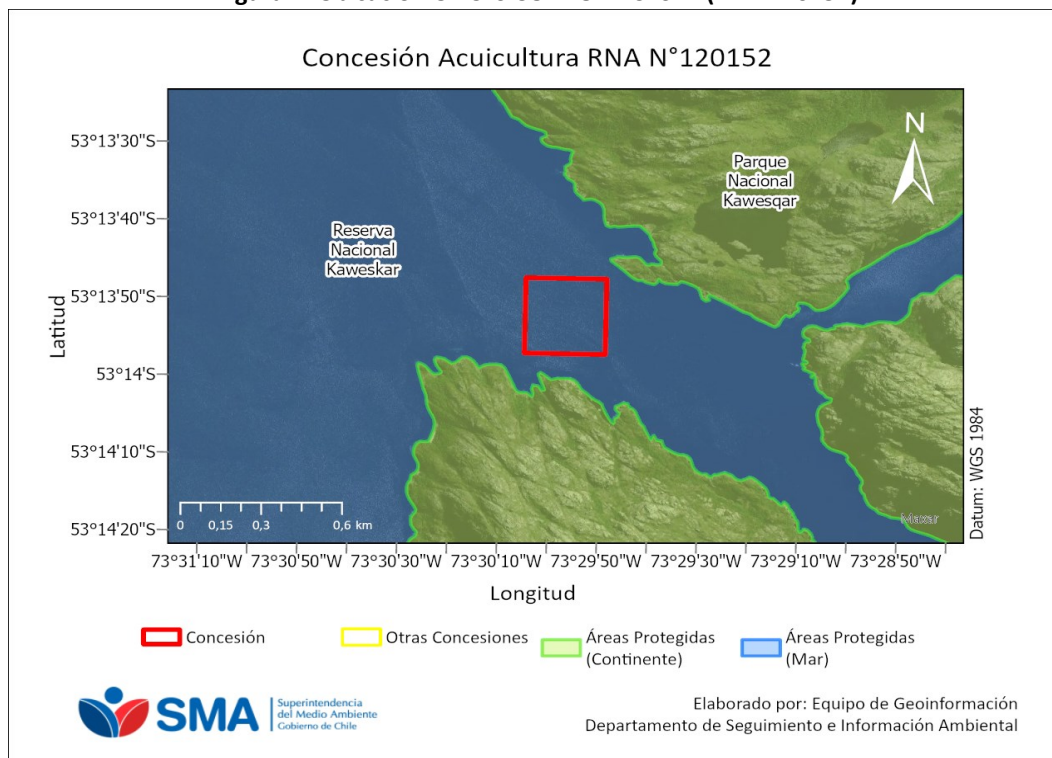 Concesión Acuicultura RNA N°120152
N
53°13'30"S
53°13'40"S
53°13'50"S
53°14'S
53°14'10"S
53°14'20"S
Latitud
Parque
Nacional
Kawesqar
Reserva
Nacional
Kaweskar
Datum: WGS 1984
Maxar
0 0,15 0,3 0,6 km
73°31'10"W 73°30'50"W 73°30'30"W 73°30'10"W 73°29'50"W 73°29'30"W 73°29'10"W 73°28'50"W
Longitud
Concesión
Otras Concesiones
Áreas Protegidas
(Continente)
Áreas Protegidas
(Mar)
SMA
Superintendencia
del Medio Ambiente
Gobierno de Chile
Elaborado por: Equipo de Geoinformación
Departamento de Seguimiento e Información Ambiental